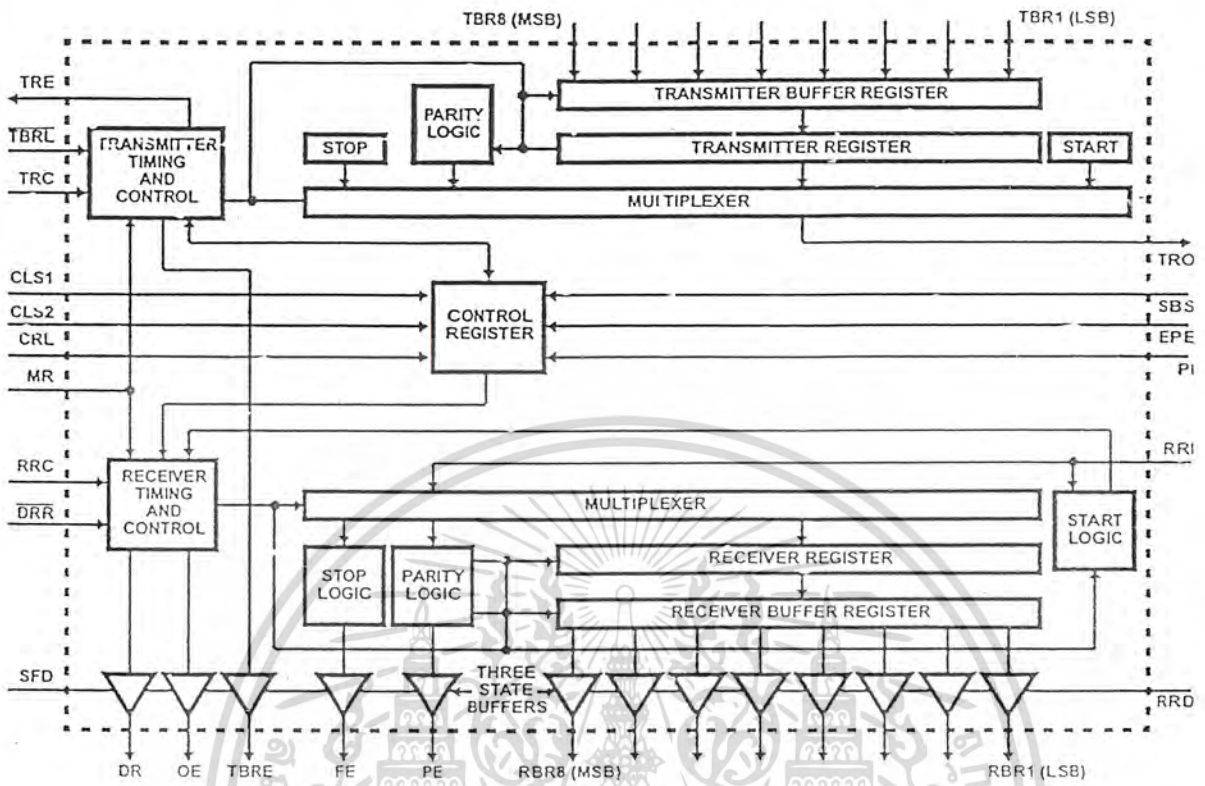 TBR8 (MSB)
TBR1 (LSB)
TRE
TRANSMITTER BUFFER REGISTER
PARITY
LOGIC
TBRL
TRANSMITTER
TIMING
AND
CONTROL
STOP
TRANSMITTER REGISTER
START
TRC
MULTIPLEXER
TRO
CLS1
CONTROL
REGISTER
SBS
CLS2
EPE
CRL
PI
MR
RRC
RECEIVER
TIMING
AND
CONTROL
RRI
MULTIPLEXER
START
LOGIC
DRR
STOP
LOGIC
PARITY
LOGIC
RECEIVER REGISTER
RECEIVER BUFFER REGISTER
SFD
THREE
STATE
BUFFERS
RRD
DR
OE
TBRE
FE
PE
RBR8 (MSB)
RBR1 (LSB)